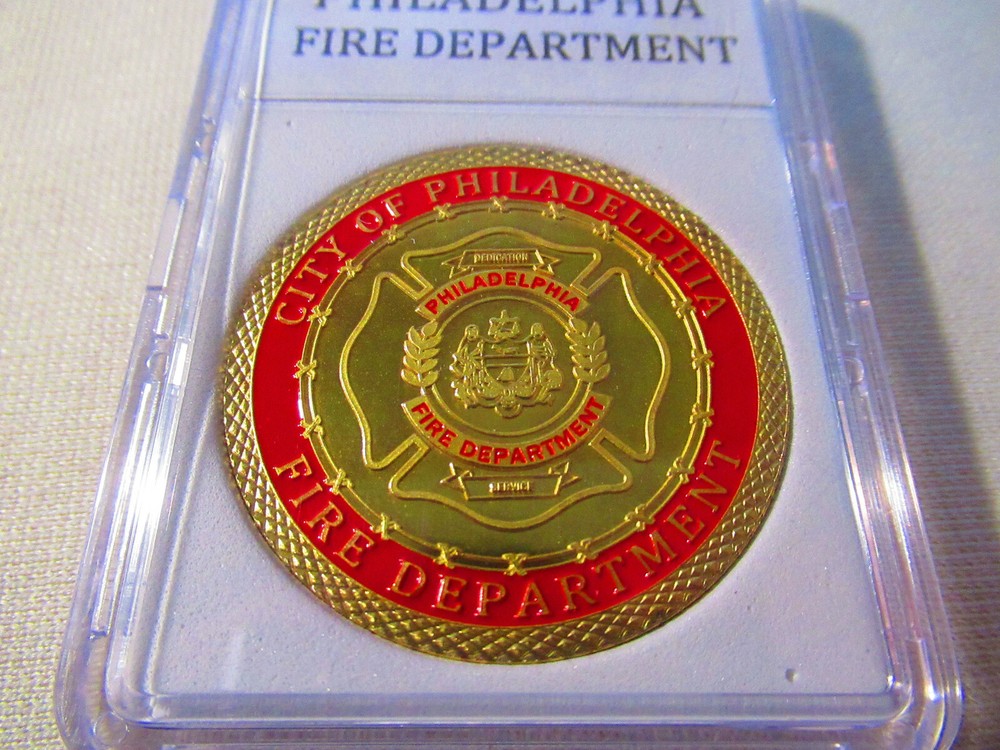 PHILADELPHIA
FIRE DEPARTMENT
CITY OF PHILADELPHIA
DEDICATION
PHILADELPHIA
FIRE DEPARTMENT
SERVICE
FIRE DEPARTMENT